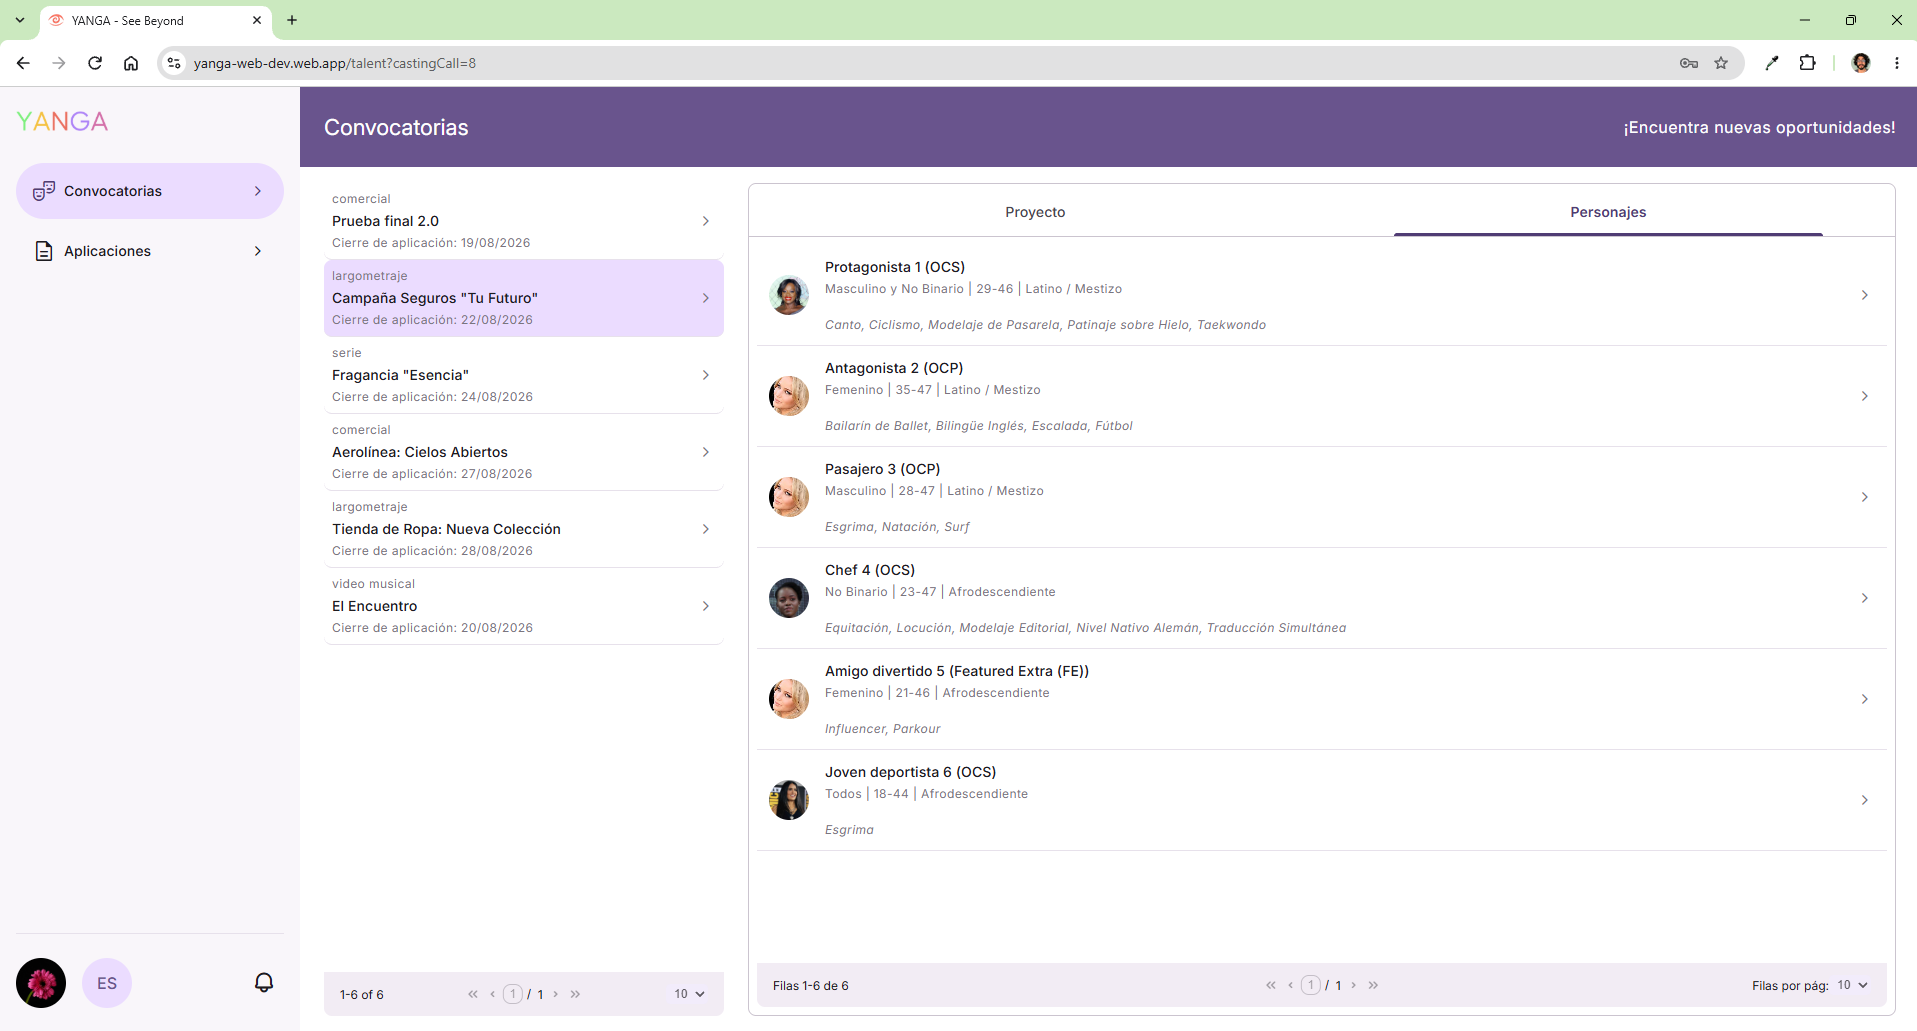 YANGA - See Beyond
yanga-web-dev.web.app/talent?castingCall=8
YANGA
Convocatorias
Aplicaciones
ES
Convocatorias
¡Encuentra nuevas oportunidades!
comercial
Prueba final 2.0
Cierre de aplicación: 19/08/2026
largometraje
Campaña Seguros "Tu Futuro"
Cierre de aplicación: 22/08/2026
serie
Fragancia "Esencia"
Cierre de aplicación: 24/08/2026
comercial
Aerolínea: Cielos Abiertos
Cierre de aplicación: 27/08/2026
largometraje
Tienda de Ropa: Nueva Colección
Cierre de aplicación: 28/08/2026
video musical
El Encuentro
Cierre de aplicación: 20/08/2026
1-6 of 6
1 / 1
10
Proyecto
Personajes
Protagonista 1 (OCS)
Masculino y No Binario | 29-46 | Latino / Mestizo
Canto, Ciclismo, Modelaje de Pasarela, Patinaje sobre Hielo, Taekwondo
Antagonista 2 (OCP)
Femenino | 35-47 | Latino / Mestizo
Bailarín de Ballet, Bilingüe Inglés, Escalada, Fútbol
Pasajero 3 (OCP)
Masculino | 28-47 | Latino / Mestizo
Esgrima, Natación, Surf
Chef 4 (OCS)
No Binario | 23-47 | Afrodescendiente
Equitación, Locución, Modelaje Editorial, Nivel Nativo Alemán, Traducción Simultánea
Amigo divertido 5 (Featured Extra (FE))
Femenino | 21-46 | Afrodescendiente
Influencer, Parkour
Joven deportista 6 (OCS)
Todos | 18-44 | Afrodescendiente
Esgrima
Filas 1-6 de 6
1 / 1
Filas por pág: 10